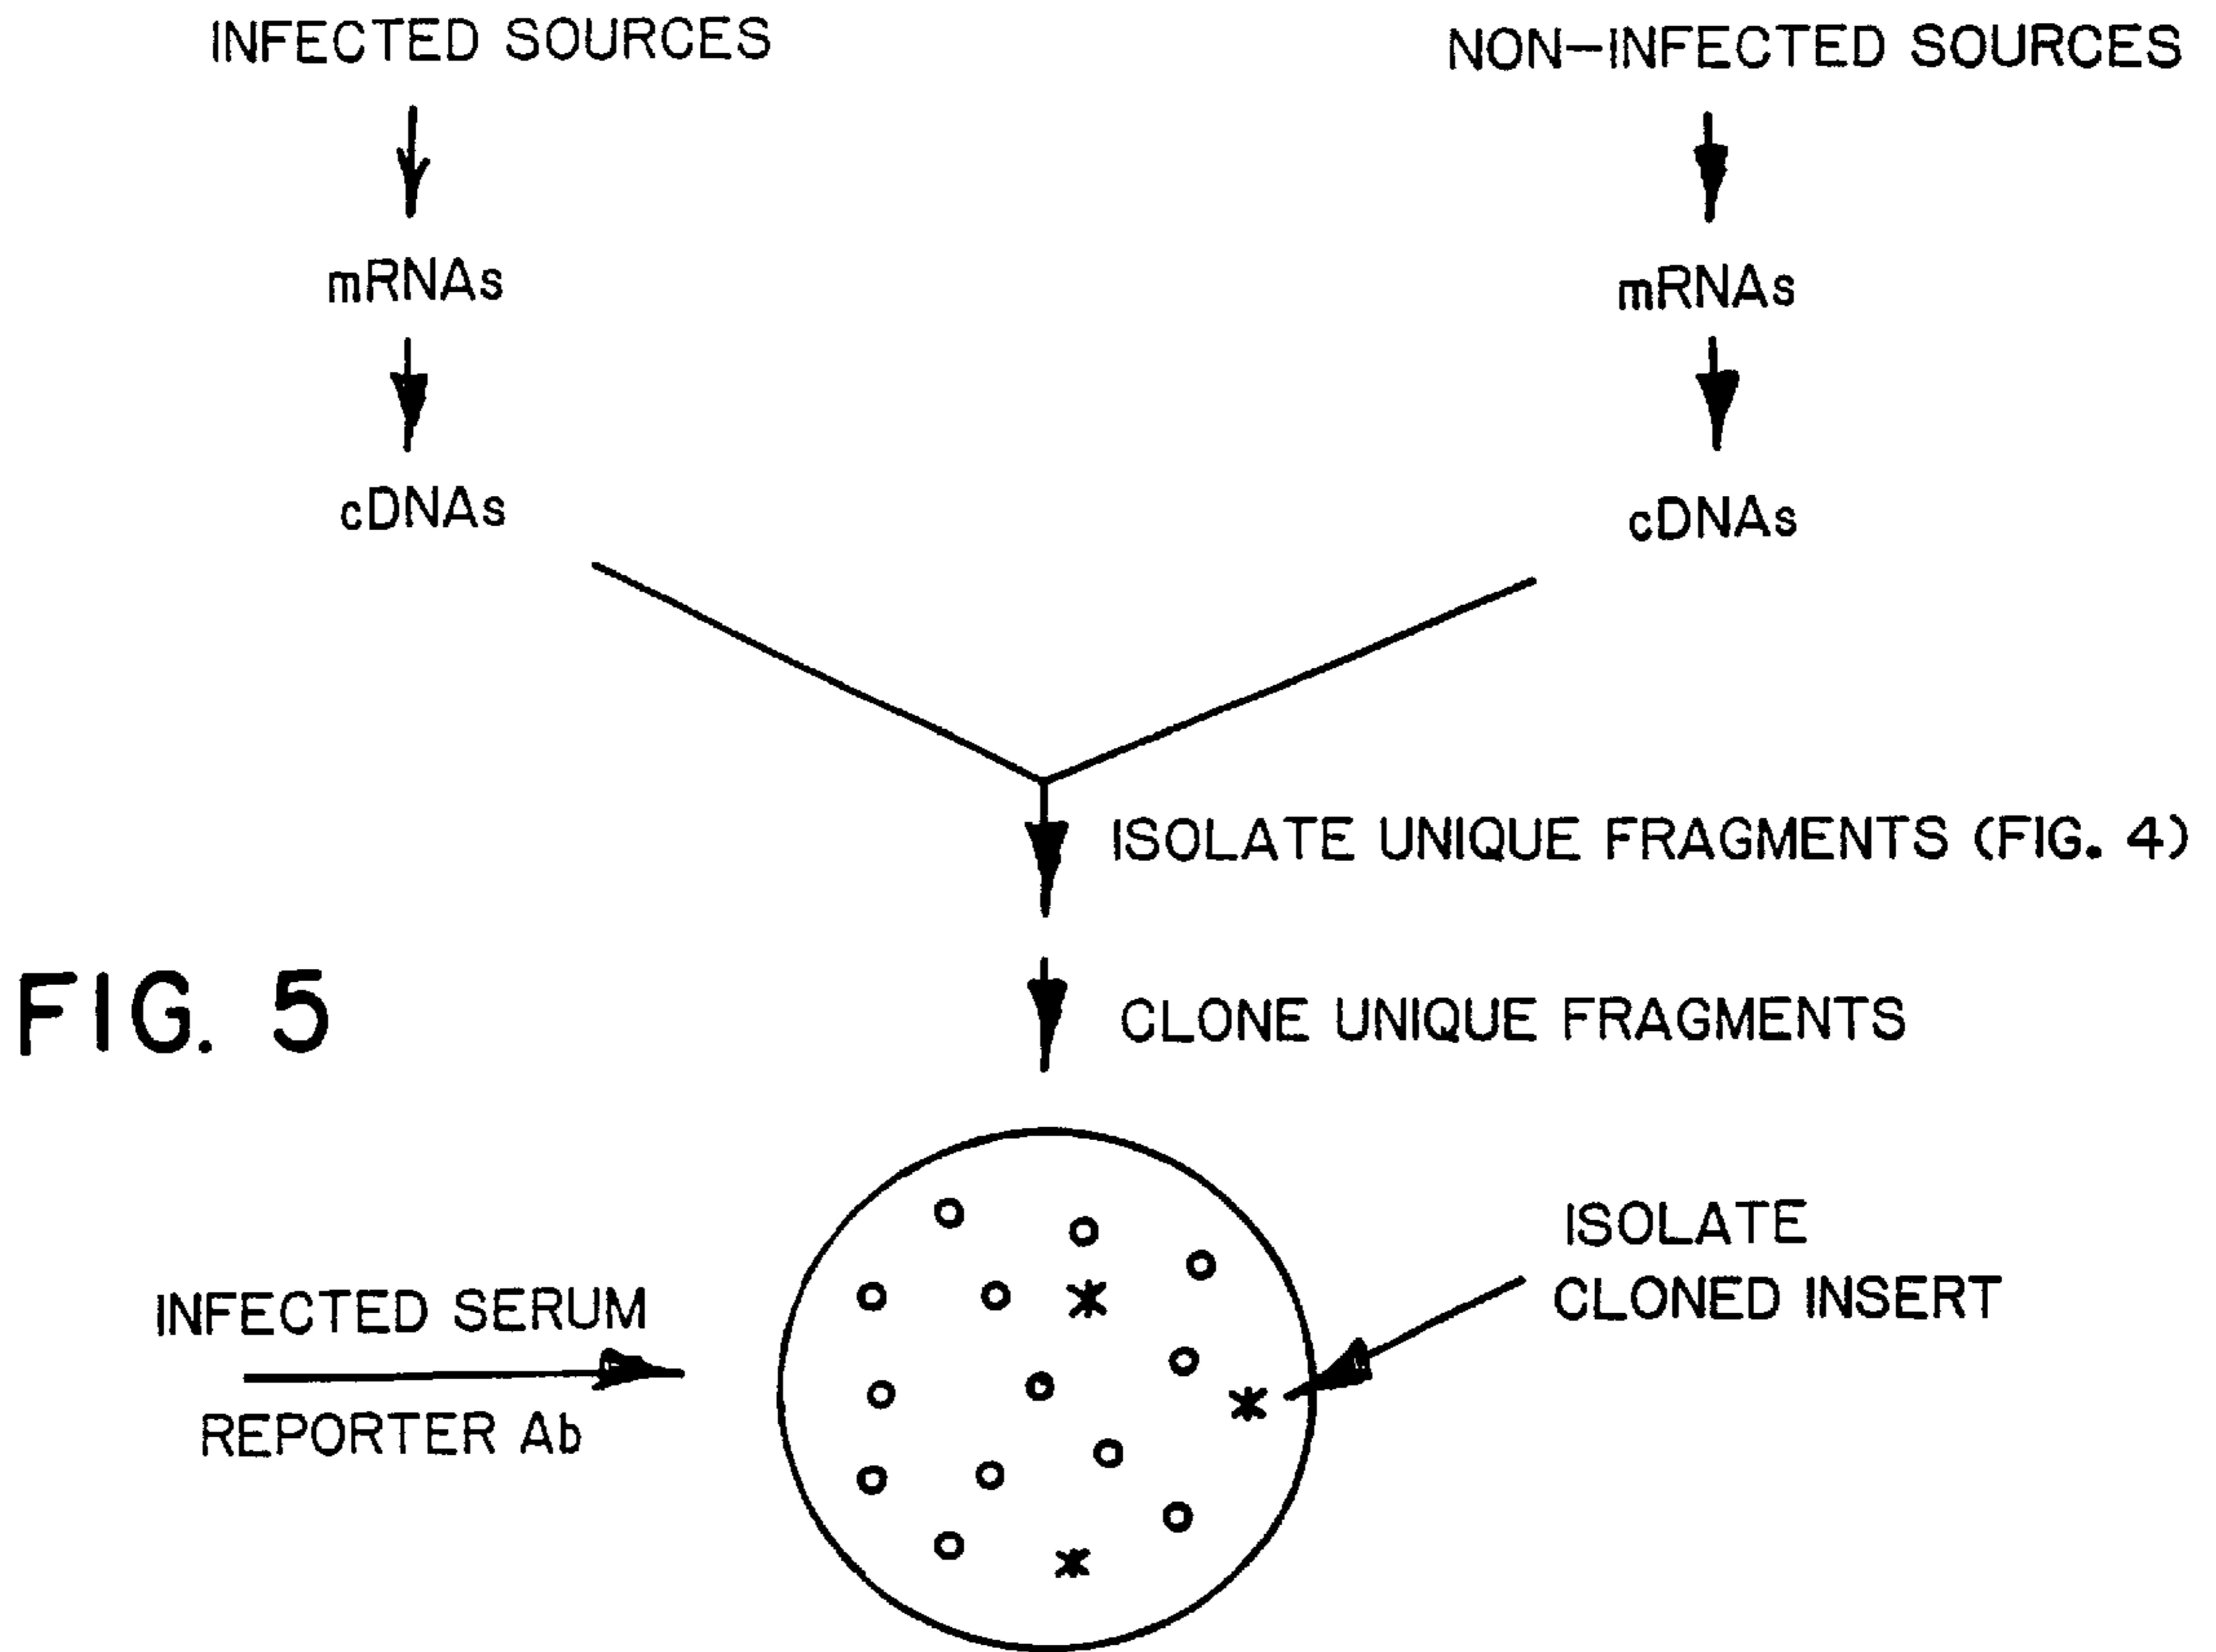 INFECTED SOURCES
NON-INFECTED SOURCES
mRNAs
mRNAs
cDNAs
cDNAs
ISOLATE UNIQUE FRAGMENTS (FIG. 4)
FIG. 5
CLONE UNIQUE FRAGMENTS
INFECTED SERUM
REPORTER Ab
ISOLATE
CLONED INSERT